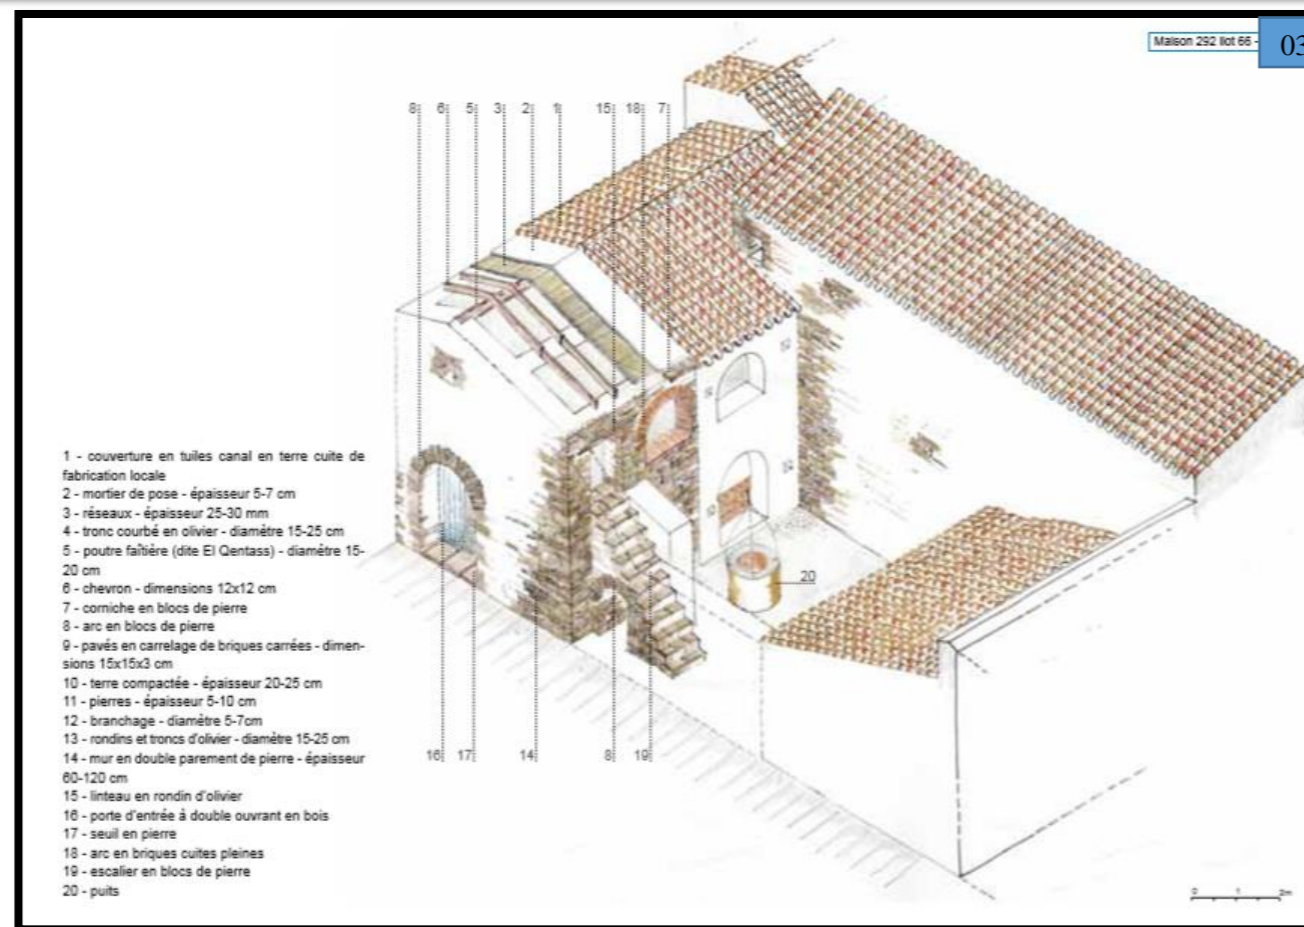 Maison 292 îlot 66 -
03
8 6 5 3 2 1 15 18 7
1 - couverture en tuiles canal en terre cuite de
fabrication locale
2 - mortier de pose - épaisseur 5-7 cm
3 - réseaux - épaisseur 25-30 mm
4 - tronc courbé en olivier - diamètre 15-25 cm
5 - poutre faîtière (dite El Qentass) - diamètre 15-
20 cm
6 - chevron - dimensions 12x12 cm
7 - corniche en blocs de pierre
8 - arc en blocs de pierre
9 - pavés en carrelage de briques carrées - dimen-
sions 15x15x3 cm
10 - terre compactée - épaisseur 20-25 cm
11 - pierres - épaisseur 5-10 cm
12 - branchage - diamètre 5-7cm
13 - rondins et troncs d'olivier - diamètre 15-25 cm
14 - mur en double parement de pierre - épaisseur
60-120 cm
15 - linteau en rondin d'olivier
16 - porte d'entrée à double ouvrant en bois
17 - seuil en pierre
18 - arc en briques cuites pleines
19 - escalier en blocs de pierre
20 - puits
20
16 17 14 8 19
0 1 2m